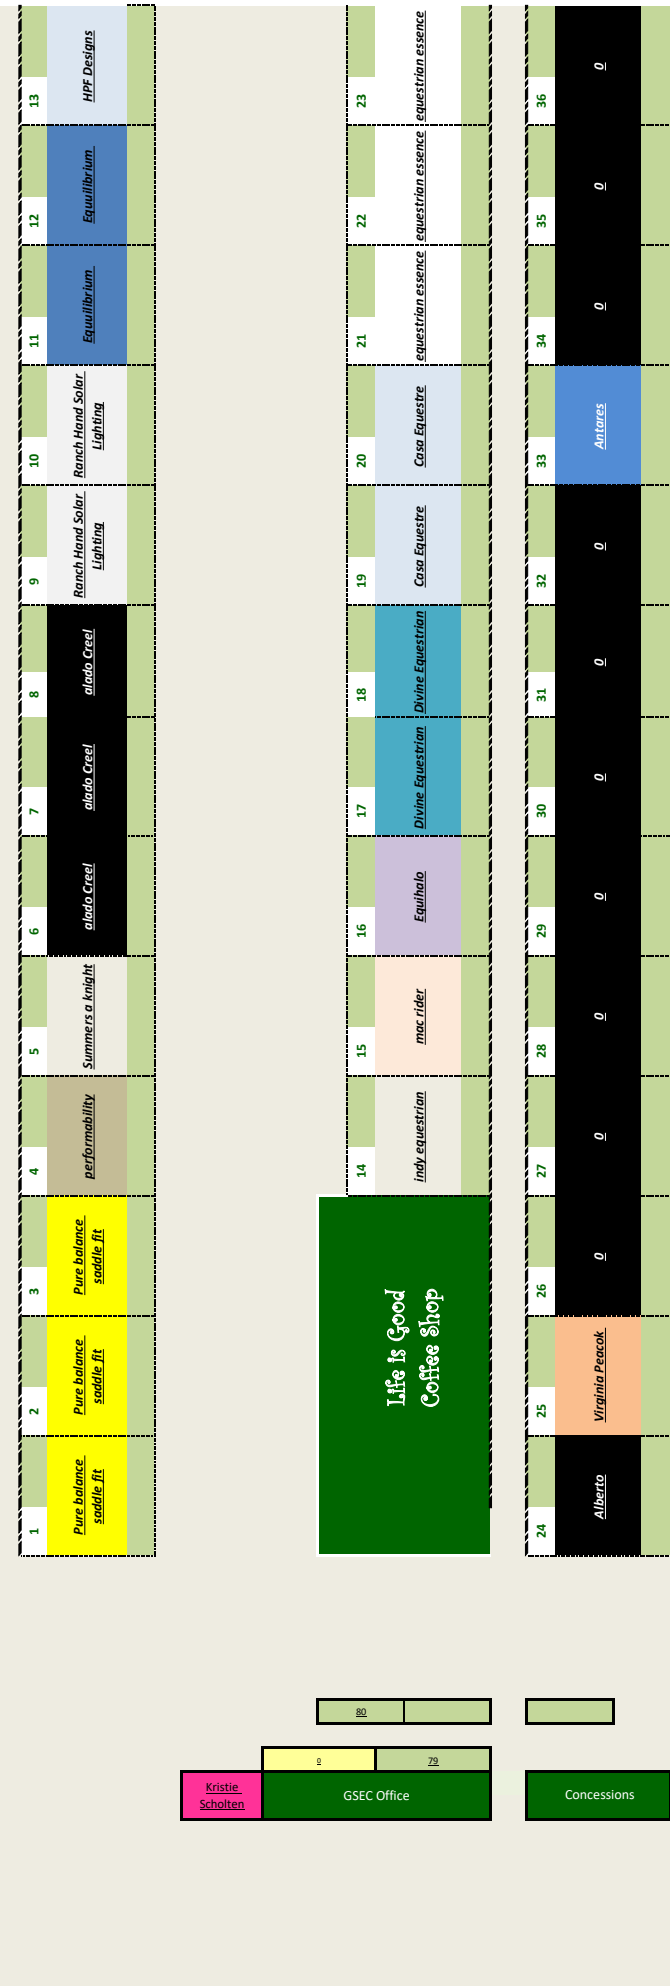 13
HPF Designs
12
Equuilibrium
11
Equuilibrium
10
Ranch Hand Solar
Lighting
9
Ranch Hand Solar
Lighting
8
alado Creel
7
alado Creel
6
alado Creel
5
Summers a knight
4
performability
3
Pure balance
saddle fit
2
Pure balance
saddle fit
1
Pure balance
saddle fit
23
equestrian essence
22
equestrian essence
21
equestrian essence
20
Casa Equestre
19
Casa Equestre
18
Divine Equestrian
17
Divine Equestrian
16
Equihalo
15
mac rider
14
indy equestrian
Life is Good
Coffee Shop
36
0
35
0
34
0
33
Antares
32
0
31
0
30
0
29
0
28
0
27
0
26
0
25
Virginia Peacok
24
Alberto
80
0
79
Kristie
Scholten
GSEC Office
Concessions